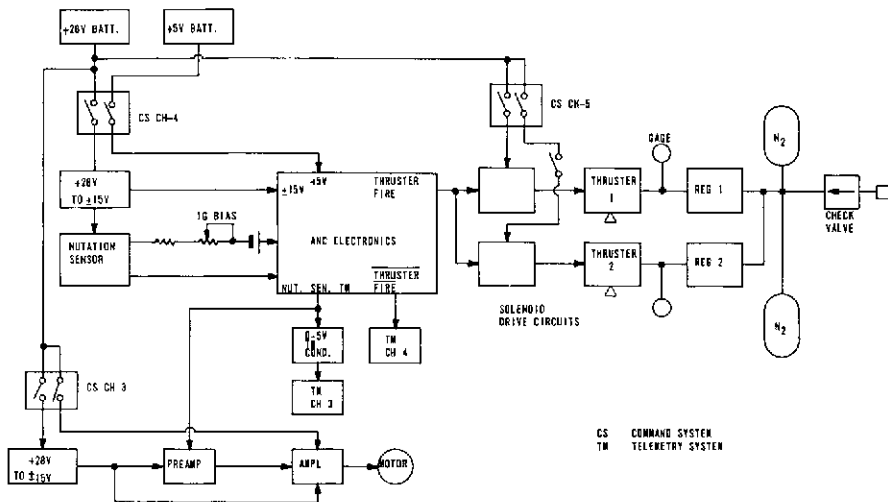 +28V BATT.
+5V BATT.
CS CH-4
CS CH-5
GAGE
N2
+28V
TO ±15V
±15V
+5V
THRUSTER
FIRE
THRUSTER
1
REG 1
CHECK
VALVE
1G BIAS
NUTATION
SENSOR
ANC ELECTRONICS
THRUSTER
2
REG 2
NUT. SEN. TM
THRUSTER
FIRE
SOLENOID
DRIVE CIRCUITS
N2
0-5V
COND.
TM
CH 4
TM
CH 3
CS CH 3
CS COMMAND SYSTEM
TM TELEMETRY SYSTEM
+28V
TO ±15V
PREAMP
AMPL
MOTOR